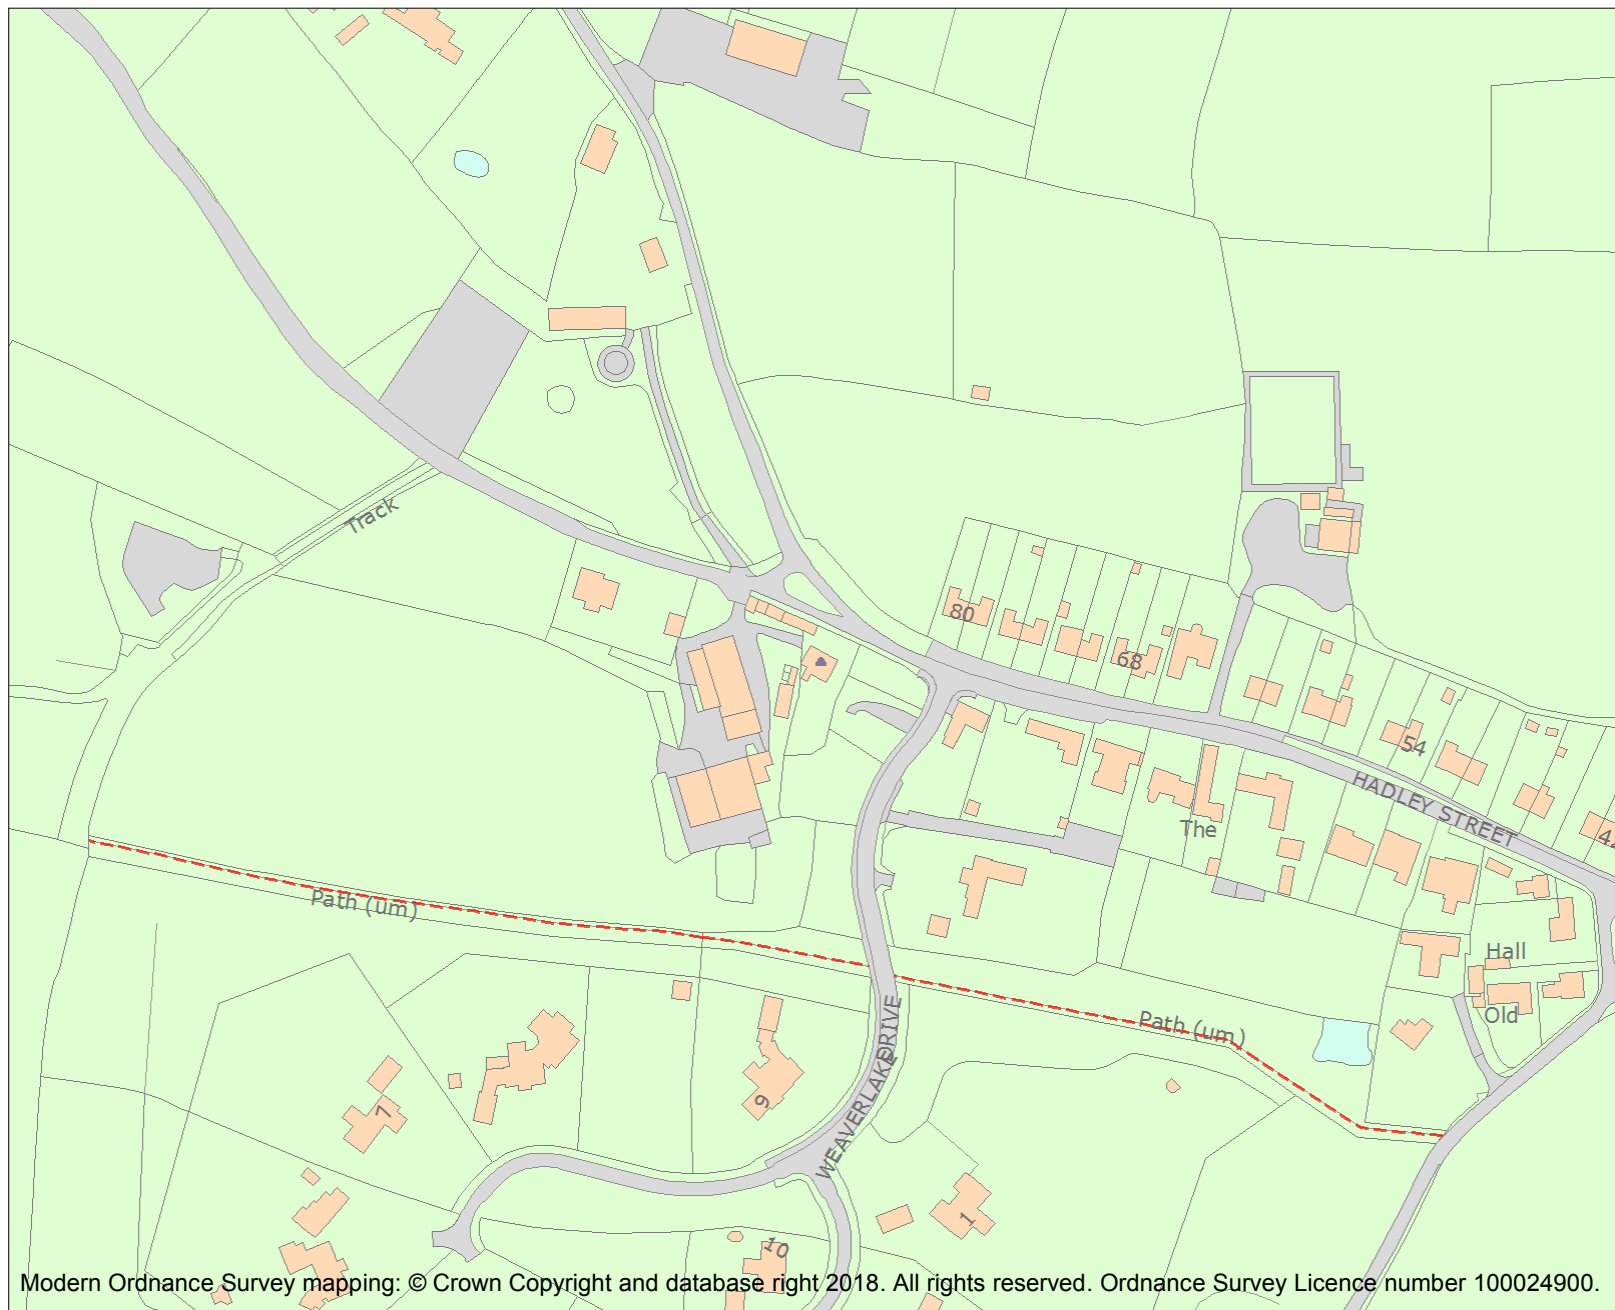 Track
80
68
54
HADLEY STREET
The
42
Path (um)
Hall
Old
Path (um)
WEAVERLAKE DRIVE
7
9
1
10
Modern Ordnance Survey mapping: © Crown Copyright and database right 2018. All rights reserved. Ordnance Survey Licence number 100024900.